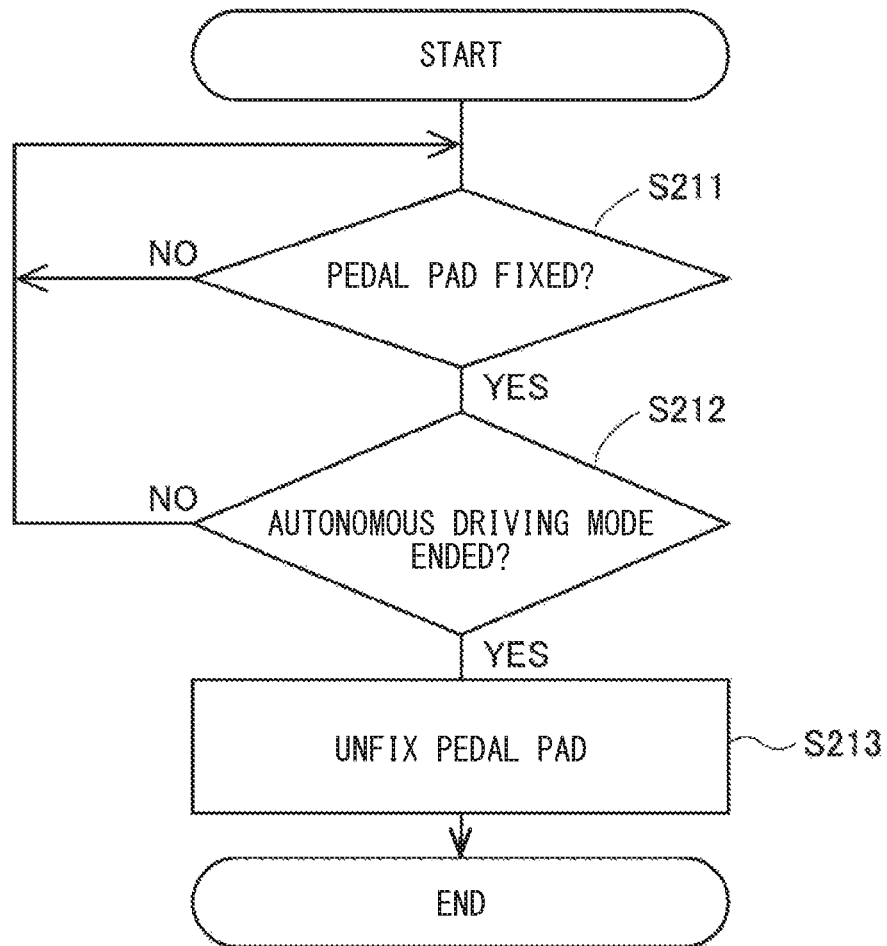 START
S211
NO
PEDAL PAD FIXED?
YES
S212
NO
AUTONOMOUS DRIVING MODE
ENDED?
YES
UNFIX PEDAL PAD
S213
END